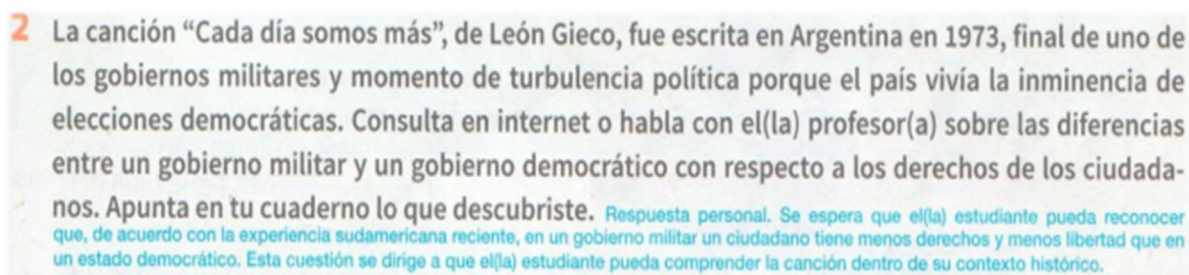 2 La canción “Cada día somos más”, de León Gieco, fue escrita en Argentina en 1973, final de uno de
los gobiernos militares y momento de turbulencia política porque el país vivía la inminencia de
elecciones democráticas. Consulta en internet o habla con el(la) profesor(a) sobre las diferencias
entre un gobierno militar y un gobierno democrático con respecto a los derechos de los ciudada-
nos. Apunta en tu cuaderno lo que descubriste. Respuesta personal. Se espera que el(la) estudiante pueda reconocer
que, de acuerdo con la experiencia sudamericana reciente, en un gobierno militar un ciudadano tiene menos derechos y menos libertad que en
un estado democrático. Esta cuestión se dirige a que el(la) estudiante pueda comprender la canción dentro de su contexto histórico.